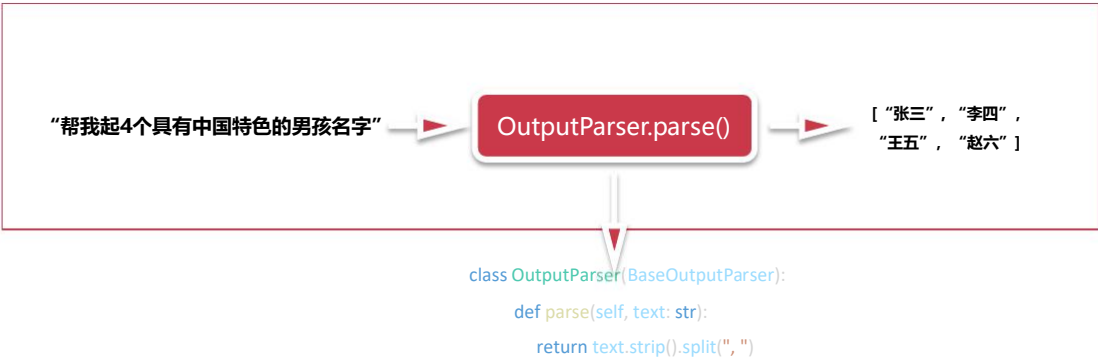 “帮我起4个具有中国特色的男孩名字”
OutputParser.parse()
[ “张三” , “李四” ,
“王五” , “赵六” ]
class OutputParser(BaseOutputParser):
def parse(self, text: str):
return text.strip().split(", ")